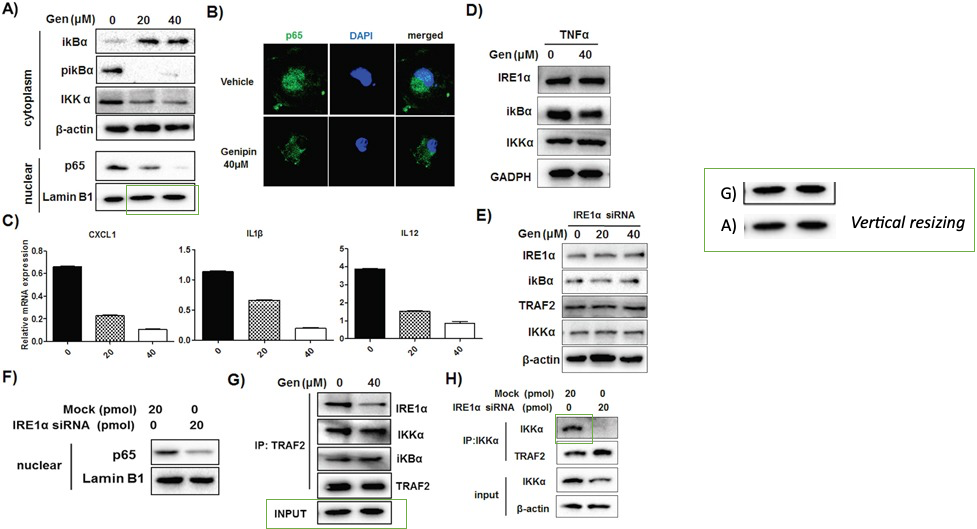 A)
Gen (µM)
0 20 40
ikBα
pikBα
IKK α
β-actin
cytoplasm
p65
Lamin B1
nuclear
B)
p65 DAPI merged
Vehicle
Genipin
40µM
C)
CXCL1
Relative mRNA expression
0.8
0.6
0.4
0.2
0.0
0 20 40
IL1β
1.5
1.0
0.5
0.0
0 20 40
IL12
5
4
3
2
1
0
0 20 40
D)
TNFα
Gen (µM) 0 40
IRE1α
ikBα
IKKα
GADPH
E)
IRE1α siRNA
Gen (µM) 0 20 40
IRE1α
ikBα
TRAF2
IKKα
β-actin
F)
Mock (pmol) 20 0
IRE1α siRNA (pmol) 0 20
nuclear
p65
Lamin B1
G)
Gen (µM) 0 40
IP: TRAF2
IRE1α
IKKα
iKBα
TRAF2
INPUT
H)
Mock (pmol) 20 0
IRE1α siRNA (pmol) 0 20
IP:IKKα
IKKα
TRAF2
input
IKKα
β-actin
G)
A) Vertical resizing